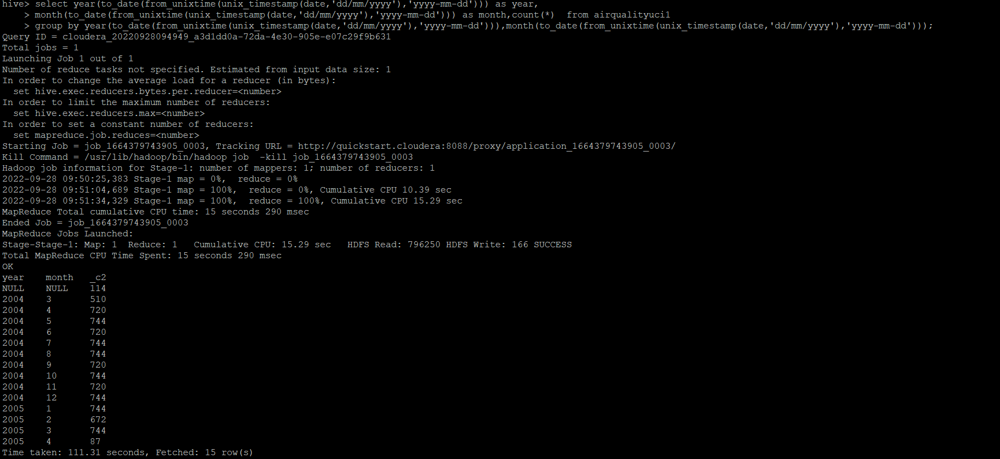 hive> select year(to_date(from_unixtime(unix_timestamp(date,'dd/mm/yyyy'),'yyyy-mm-dd'))) as year,
    > month(to_date(from_unixtime(unix_timestamp(date,'dd/mm/yyyy'),'yyyy-mm-dd'))) as month,count(*)  from airqualityuci1
    > group by year(to_date(from_unixtime(unix_timestamp(date,'dd/mm/yyyy'),'yyyy-mm-dd'))),month(to_date(from_unixtime(unix_timestamp(date,'dd/mm/yyyy'),'yyyy-mm-dd')));
Query ID = cloudera_20220928094949_a3d1dd0a-72da-4e30-905e-e07c29f9b631
Total jobs = 1
Launching Job 1 out of 1
Number of reduce tasks not specified. Estimated from input data size: 1
In order to change the average load for a reducer (in bytes):
  set hive.exec.reducers.bytes.per.reducer=<number>
In order to limit the maximum number of reducers:
  set hive.exec.reducers.max=<number>
In order to set a constant number of reducers:
  set mapreduce.job.reduces=<number>
Starting Job = job_1664379743905_0003, Tracking URL = http://quickstart.cloudera:8088/proxy/application_1664379743905_0003/
Kill Command = /usr/lib/hadoop/bin/hadoop job  -kill job_1664379743905_0003
Hadoop job information for Stage-1: number of mappers: 1; number of reducers: 1
2022-09-28 09:50:25,383 Stage-1 map = 0%,  reduce = 0%
2022-09-28 09:51:04,689 Stage-1 map = 100%,  reduce = 0%, Cumulative CPU 10.39 sec
2022-09-28 09:51:34,329 Stage-1 map = 100%,  reduce = 100%, Cumulative CPU 15.29 sec
MapReduce Total cumulative CPU time: 15 seconds 290 msec
Ended Job = job_1664379743905_0003
MapReduce Jobs Launched:
Stage-Stage-1: Map: 1  Reduce: 1   Cumulative CPU: 15.29 sec   HDFS Read: 796250 HDFS Write: 166 SUCCESS
Total MapReduce CPU Time Spent: 15 seconds 290 msec
OK
year    month   _c2
NULL    NULL    114
2004    3       510
2004    4       720
2004    5       744
2004    6       720
2004    7       744
2004    8       744
2004    9       720
2004    10      744
2004    11      720
2004    12      744
2005    1       744
2005    2       672
2005    3       744
2005    4       87
Time taken: 111.31 seconds, Fetched: 15 row(s)